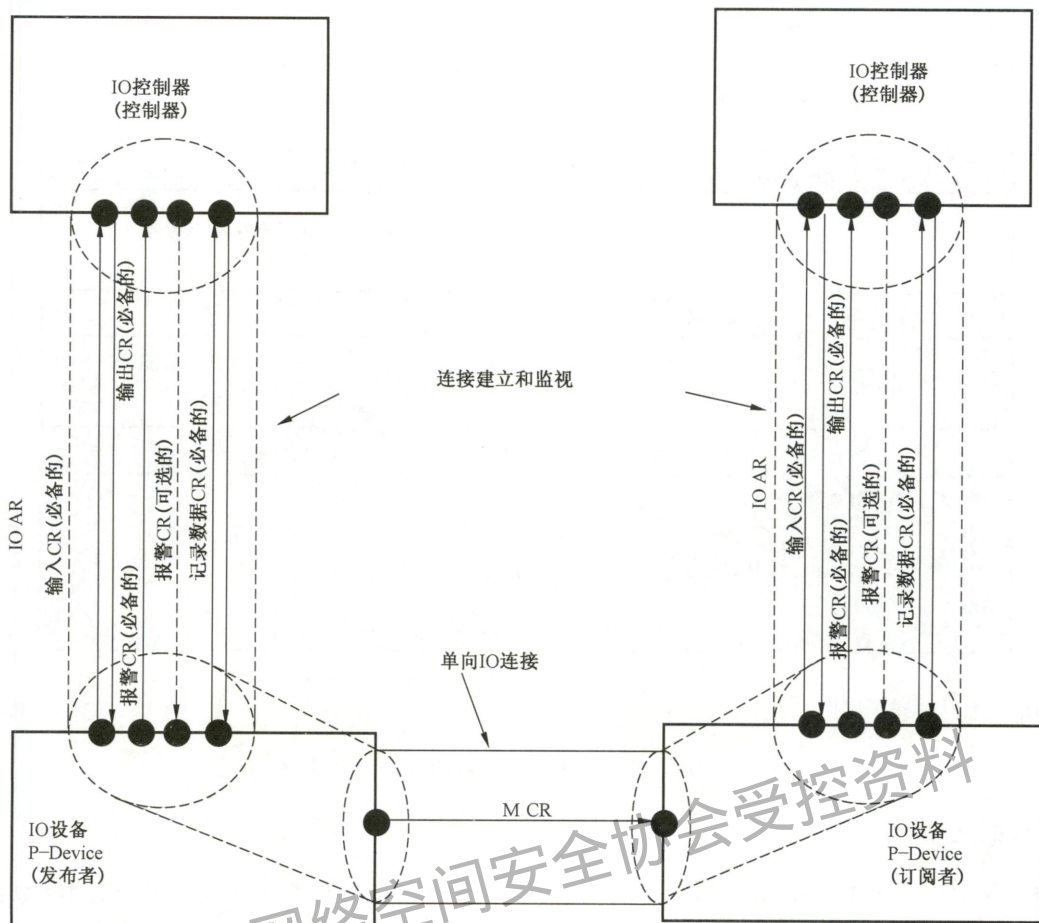 IO控制器
(控制器)
IO控制器
(控制器)
IO AR
输入CR(必备的)
输出CR(必备的)
报警CR(必备的)
报警CR(可选的)
记录数据CR(必备的)
连接建立和监视
IO AR
输入CR(必备的)
输出CR(必备的)
报警CR(必备的)
报警CR(可选的)
记录数据CR(必备的)
单向IO连接
M CR
IO设备
P-Device
(发布者)
IO设备
P-Device
(订阅者)
网络空间安全协会受控资料